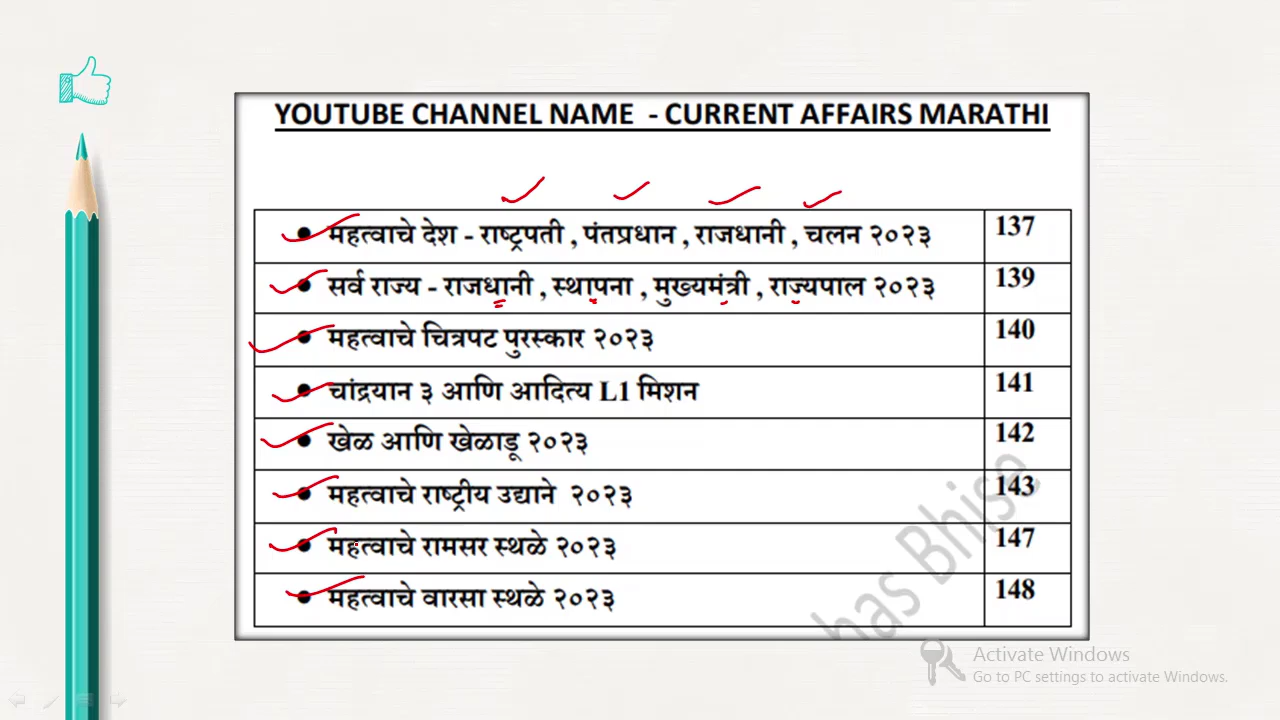 YOUTUBE CHANNEL NAME - CURRENT AFFAIRS MARATHI
• महत्वाचे देश - राष्ट्रपती , पंतप्रधान , राजधानी , चलन २०२३ 137
• सर्व राज्य - राजधानी , स्थापना , मुख्यमंत्री , राज्यपाल २०२३ 139
• महत्वाचे चित्रपट पुरस्कार २०२३ 140
• चांद्रयान ३ आणि आदित्य L1 मिशन 141
• खेळ आणि खेळाडू २०२३ 142
• महत्वाचे राष्ट्रीय उद्याने २०२३ 143
• महत्वाचे रामसर स्थळे २०२३ 147
• महत्वाचे वारसा स्थळे २०२३ 148
has Bhise
Activate Windows
Go to PC settings to activate Windows.